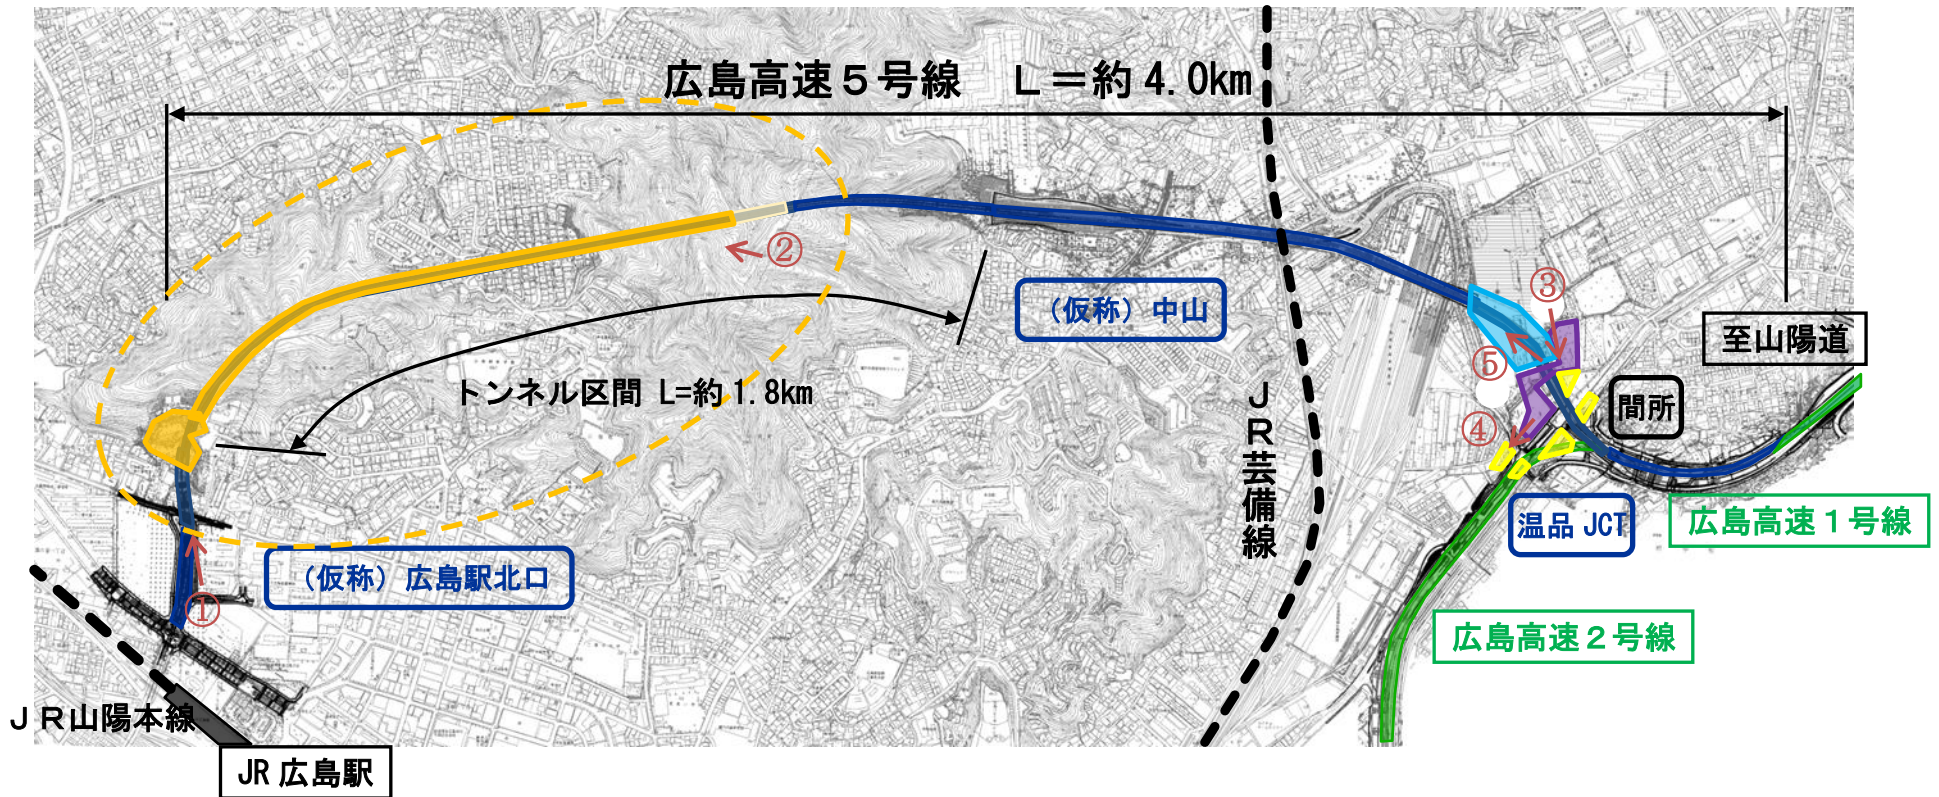 広島高速５号線　Ｌ＝約 4.0km
②
③
（仮称）中山
至山陽道
⑤
トンネル区間 L=約 1.8km
ＪＲ芸備線
間所
④
温品 JCT
広島高速１号線
（仮称）広島駅北口
①
広島高速２号線
ＪＲ山陽本線
JR 広島駅